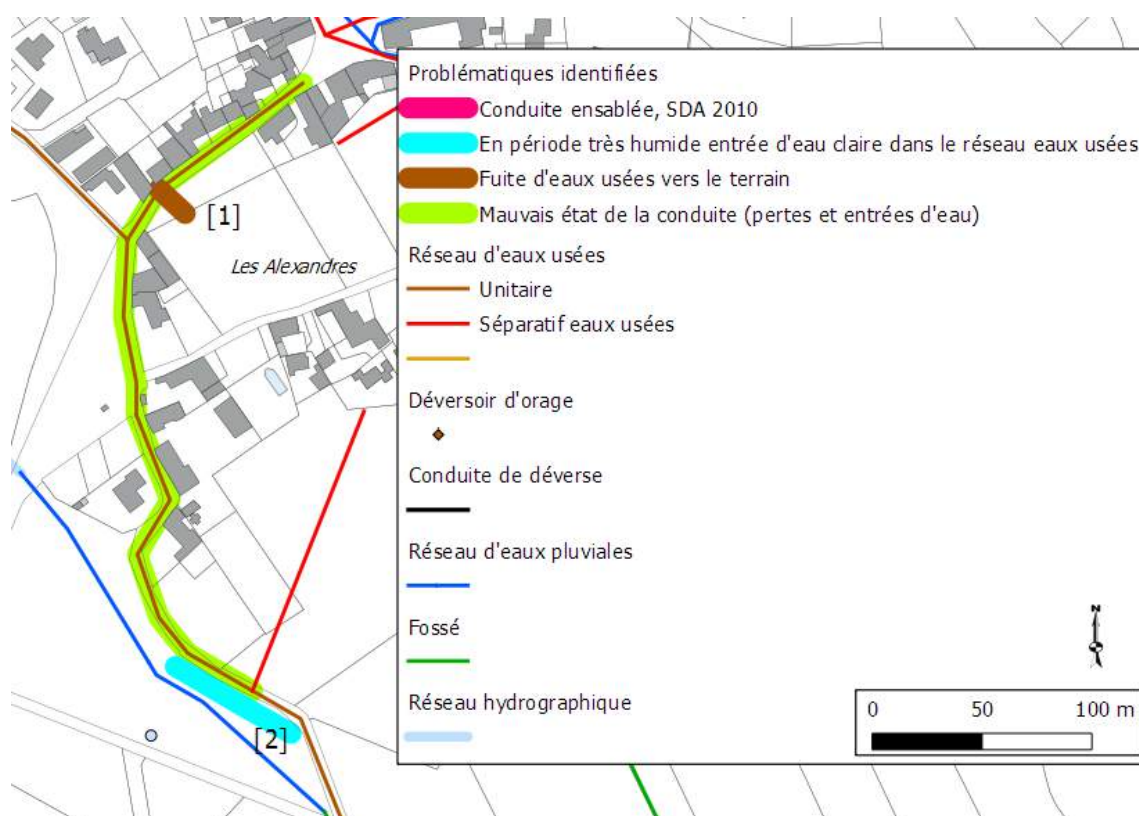 Problématiques identifiées
Conduite ensablée, SDA 2010
En période très humide entrée d'eau claire dans le réseau eaux usées
Fuite d'eaux usées vers le terrain
Mauvais état de la conduite (pertes et entrées d'eau)
[1]
Les Alexandres
Réseau d'eaux usées
Unitaire
Séparatif eaux usées
Déversoir d'orage
Conduite de déverse
Réseau d'eaux pluviales
Fossé
N
Réseau hydrographique
0 50 100 m
[2]